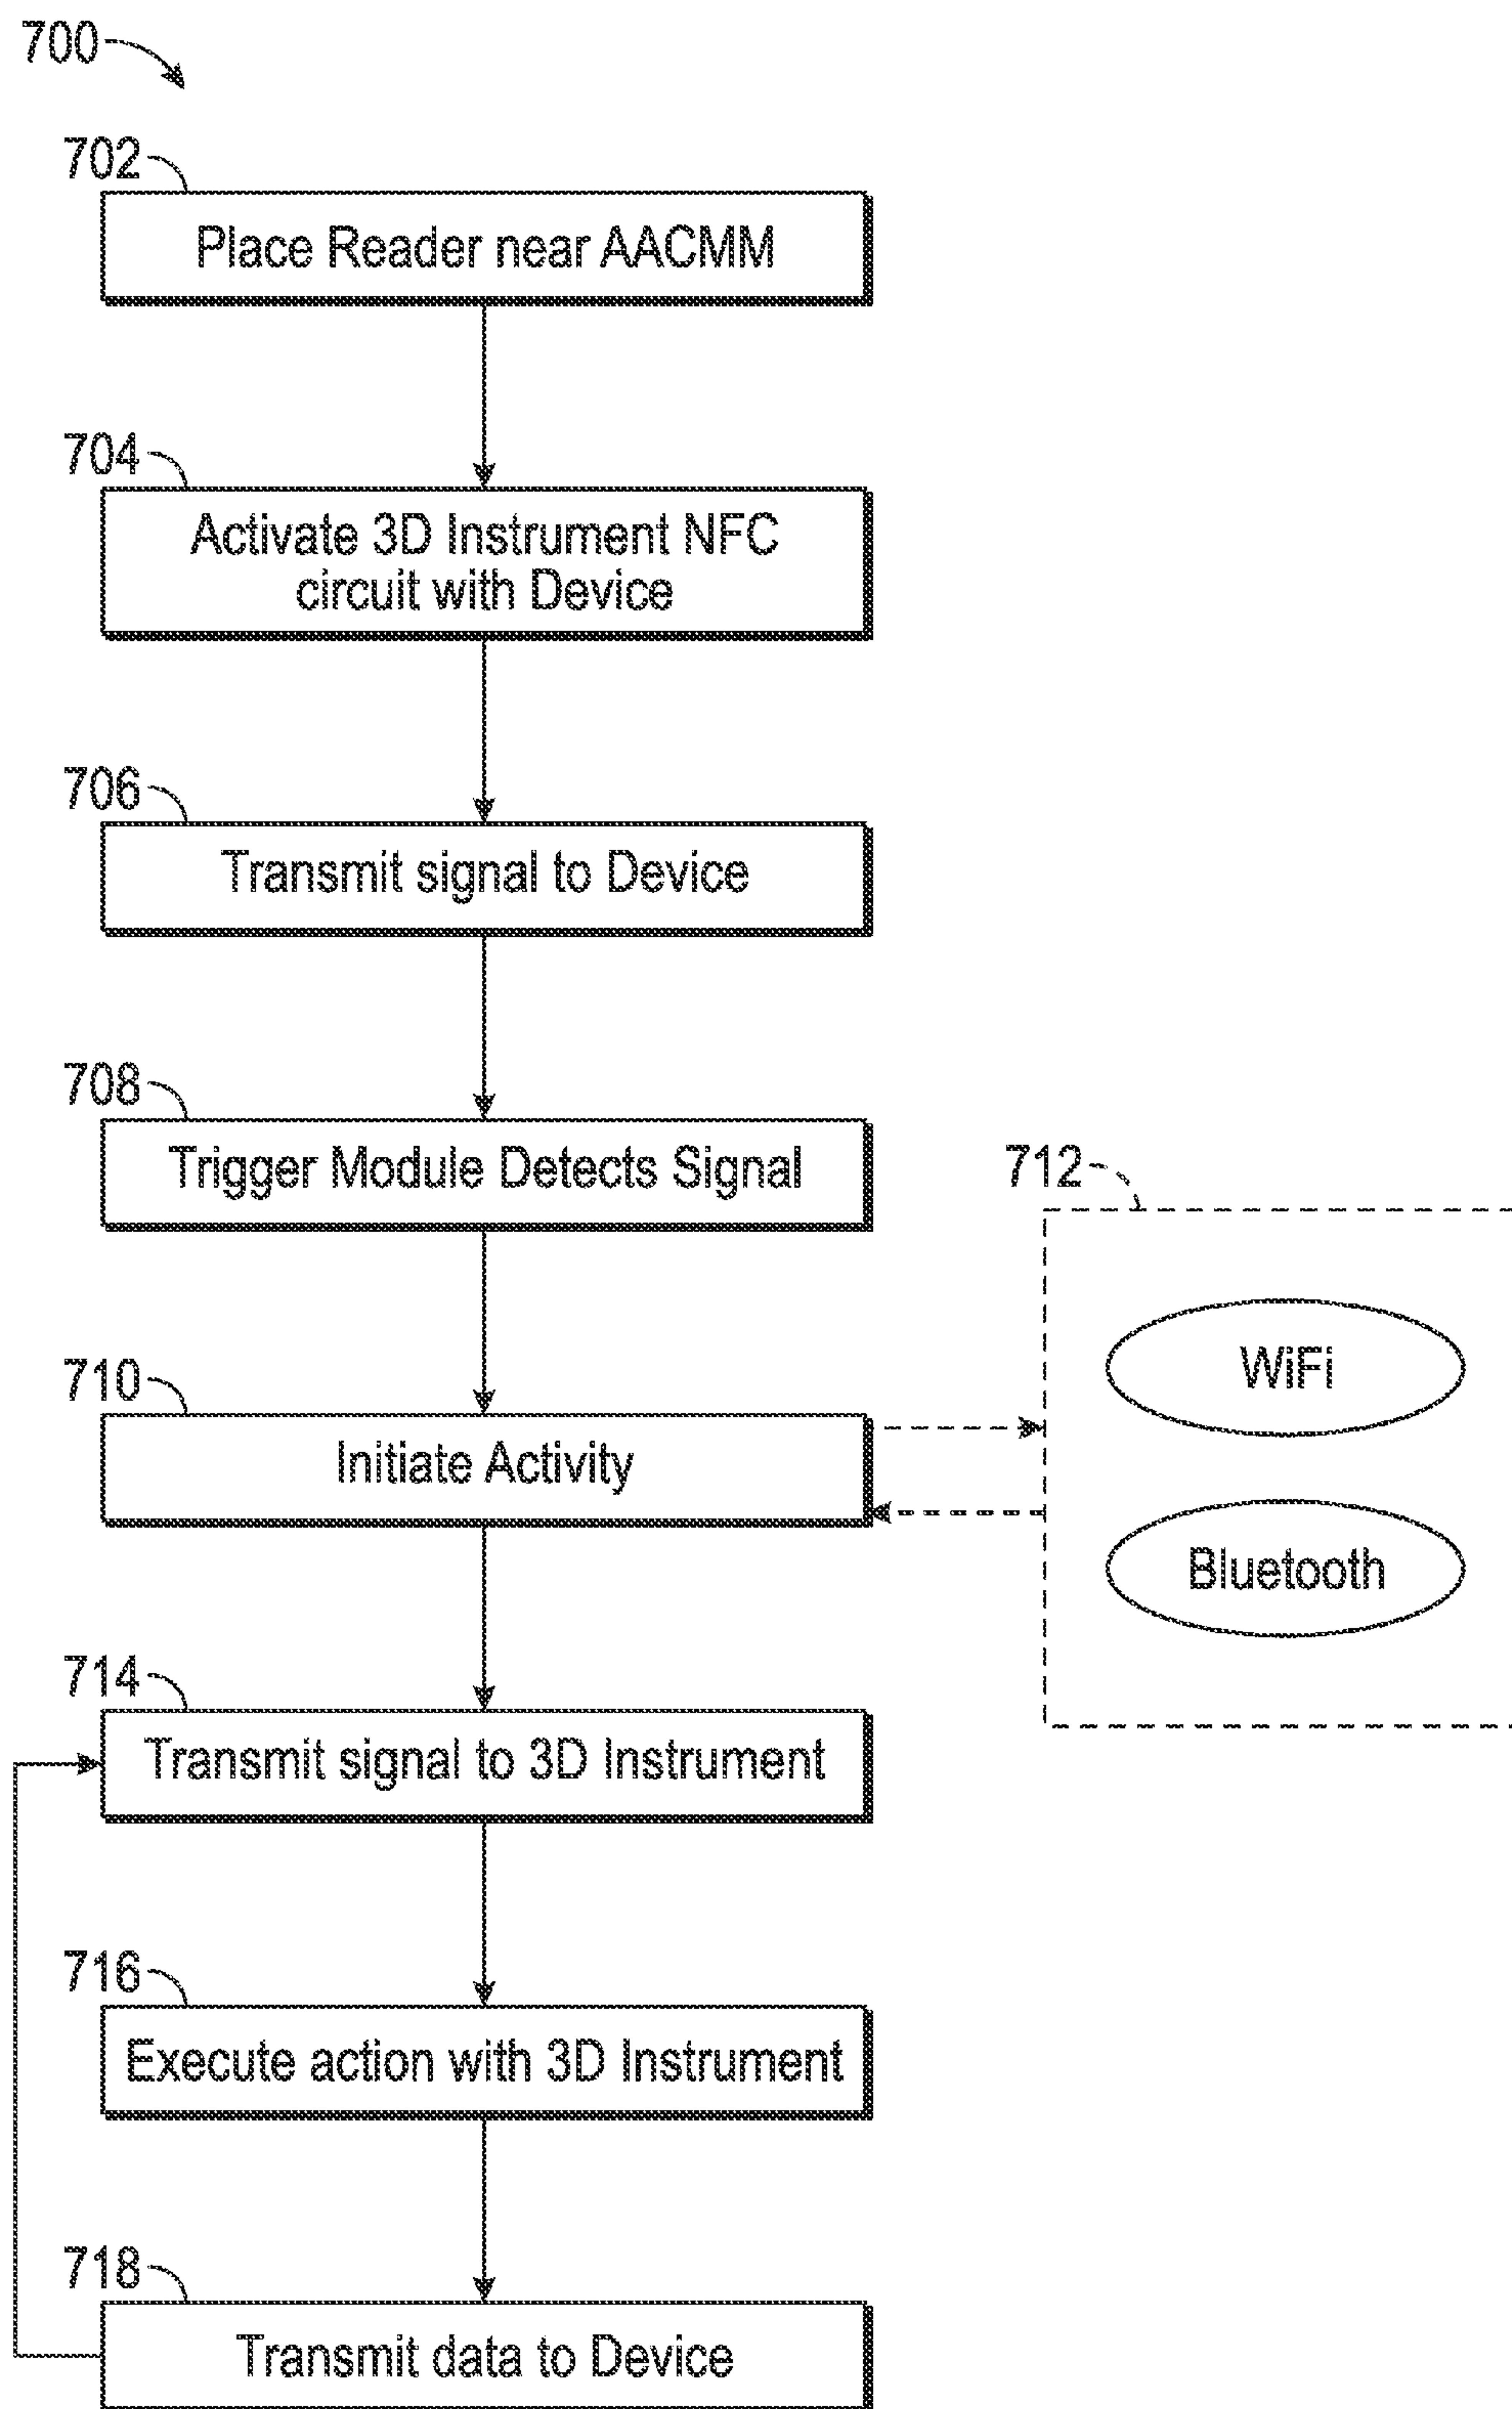 700
702
Place Reader near AACMM
704
Activate 3D Instrument NFC
circuit with Device
706
Transmit signal to Device
708
Trigger Module Detects Signal
712
WiFi
710
Initiate Activity
Bluetooth
714
Transmit signal to 3D Instrument
716
Execute action with 3D Instrument
718
Transmit data to Device